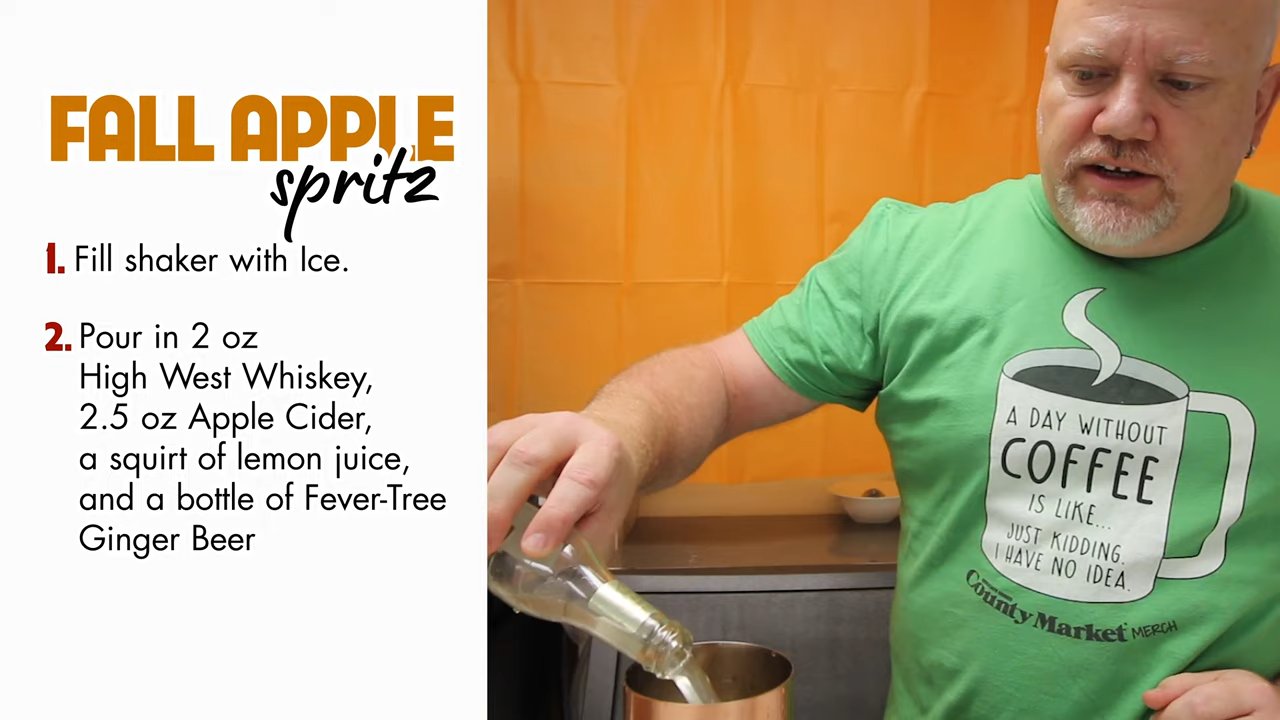 FALL APPLE
spritz
1. Fill shaker with Ice.
2. Pour in 2 oz
High West Whiskey,
2.5 oz Apple Cider,
a squirt of lemon juice,
and a bottle of Fever-Tree
Ginger Beer
A DAY WITHOUT
COFFEE
IS LIKE...
JUST KIDDING.
I HAVE NO IDEA.
County Market MERCH